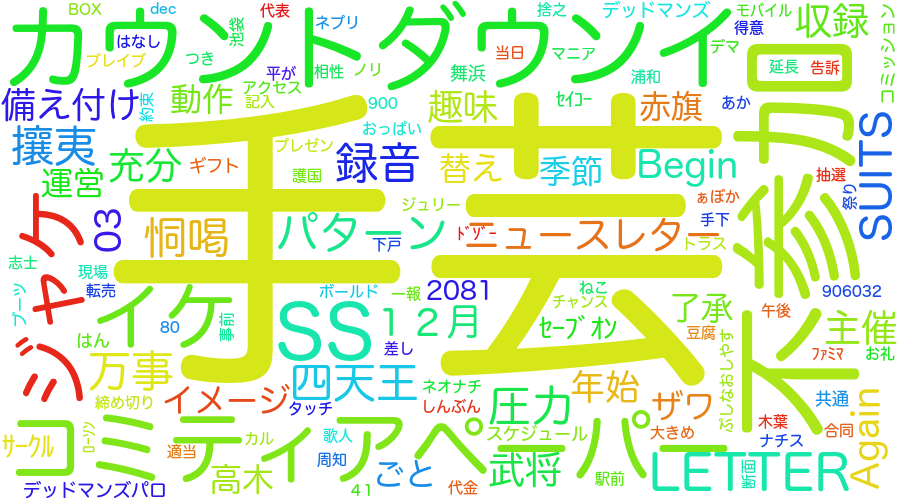 BOX
dec
代表
ネプリ
捨之
デッドマンズ
モバイル
得意
収録
コミッション
カウントダウンイ
はなし
ブレイブ
つき
池袋
平が
相性
ノリ
当日
マニア
舞浜
浦和
デマ
延長
告訴
備え付け
約束
動作
アクセス
記入
900
趣味
ｾｲｺｰ
赤旗
あか
不参加
攘夷
充分
ギフト
プレゼン
おっぱい
録音
替え
季節
Begin
抽選
祭り
SUITS
運営
護国
手芸
ジュリー
ぁぽか
手下
03
恫喝
パターン
下戸
ﾄﾞｿﾞｰ
ニュースレター
トラス
志士
現場
転売
ジャケ
イケ
ブーツ
はん
80
事前
SS
ボールド
一報
2081
12月
差し
ねこ
チャンス
ｾｰﾌﾞｵﾝ
了承
豆腐
906032
午後
ﾌｧﾐﾏ
主催
お礼
万事
四天王
ネオナチ
締め切り
イメージ
タッチ
しんぶん
圧力
年始
ザワ
ぶしなおしやす
共通
木葉
合同
Again
サークル
ﾛｰｿﾝ
コミティアペーパー
適当
カル
歌人
周知
スケジュール
大きめ
ナチス
高木
41
ごと
代金
武将
駅前
LETTER
断面
デッドマンズパロ